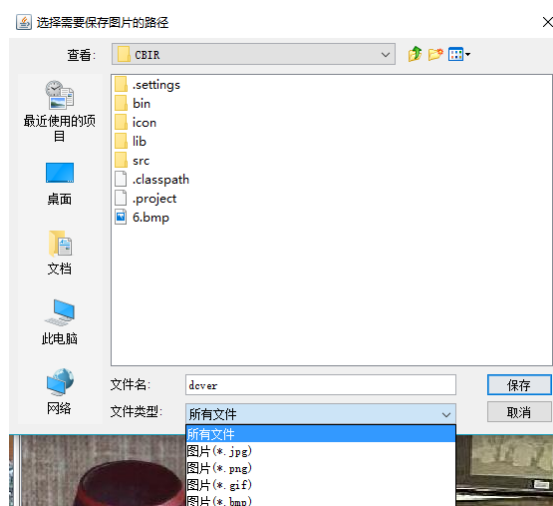 选择需要保存图片的路径
查看:
CBIR
最近使用的项目
桌面
文档
此电脑
网络
.settings
bin
icon
lib
src
.classpath
.project
6.bmp
文件名:
dcver
保存
文件类型:
所有文件
取消
所有文件
图片(*.jpg)
图片(*.png)
图片(*.gif)
图片(*.bmp)